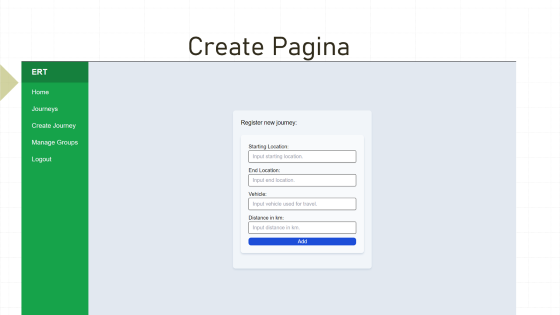 Create Pagina
ERT
Home
Journeys
Create Journey
Manage Groups
Logout
Register new journey:
Starting Location:
Input starting location.
End Location:
Input end location.
Vehicle:
Input vehicle used for travel.
Distance in km:
Input distance in km.
Add